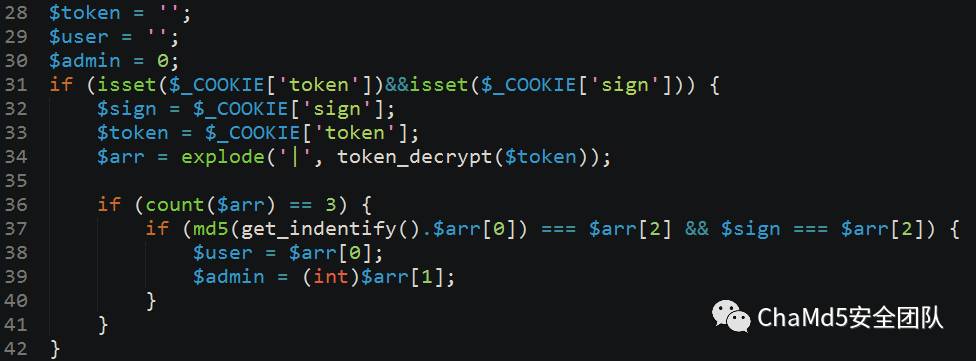 28 $token = '';
29 $user = '';
30 $admin = 0;
31 if (isset($_COOKIE['token'])&&isset($_COOKIE['sign'])) {
32     $sign = $_COOKIE['sign'];
33     $token = $_COOKIE['token'];
34     $arr = explode('|', token_decrypt($token));
35
36     if (count($arr) == 3) {
37         if (md5(get_indentify().$arr[0]) === $arr[2] && $sign === $arr[2]) {
38             $user = $arr[0];
39             $admin = (int)$arr[1];
40         }
41     }
42 }
ChaMd5安全团队